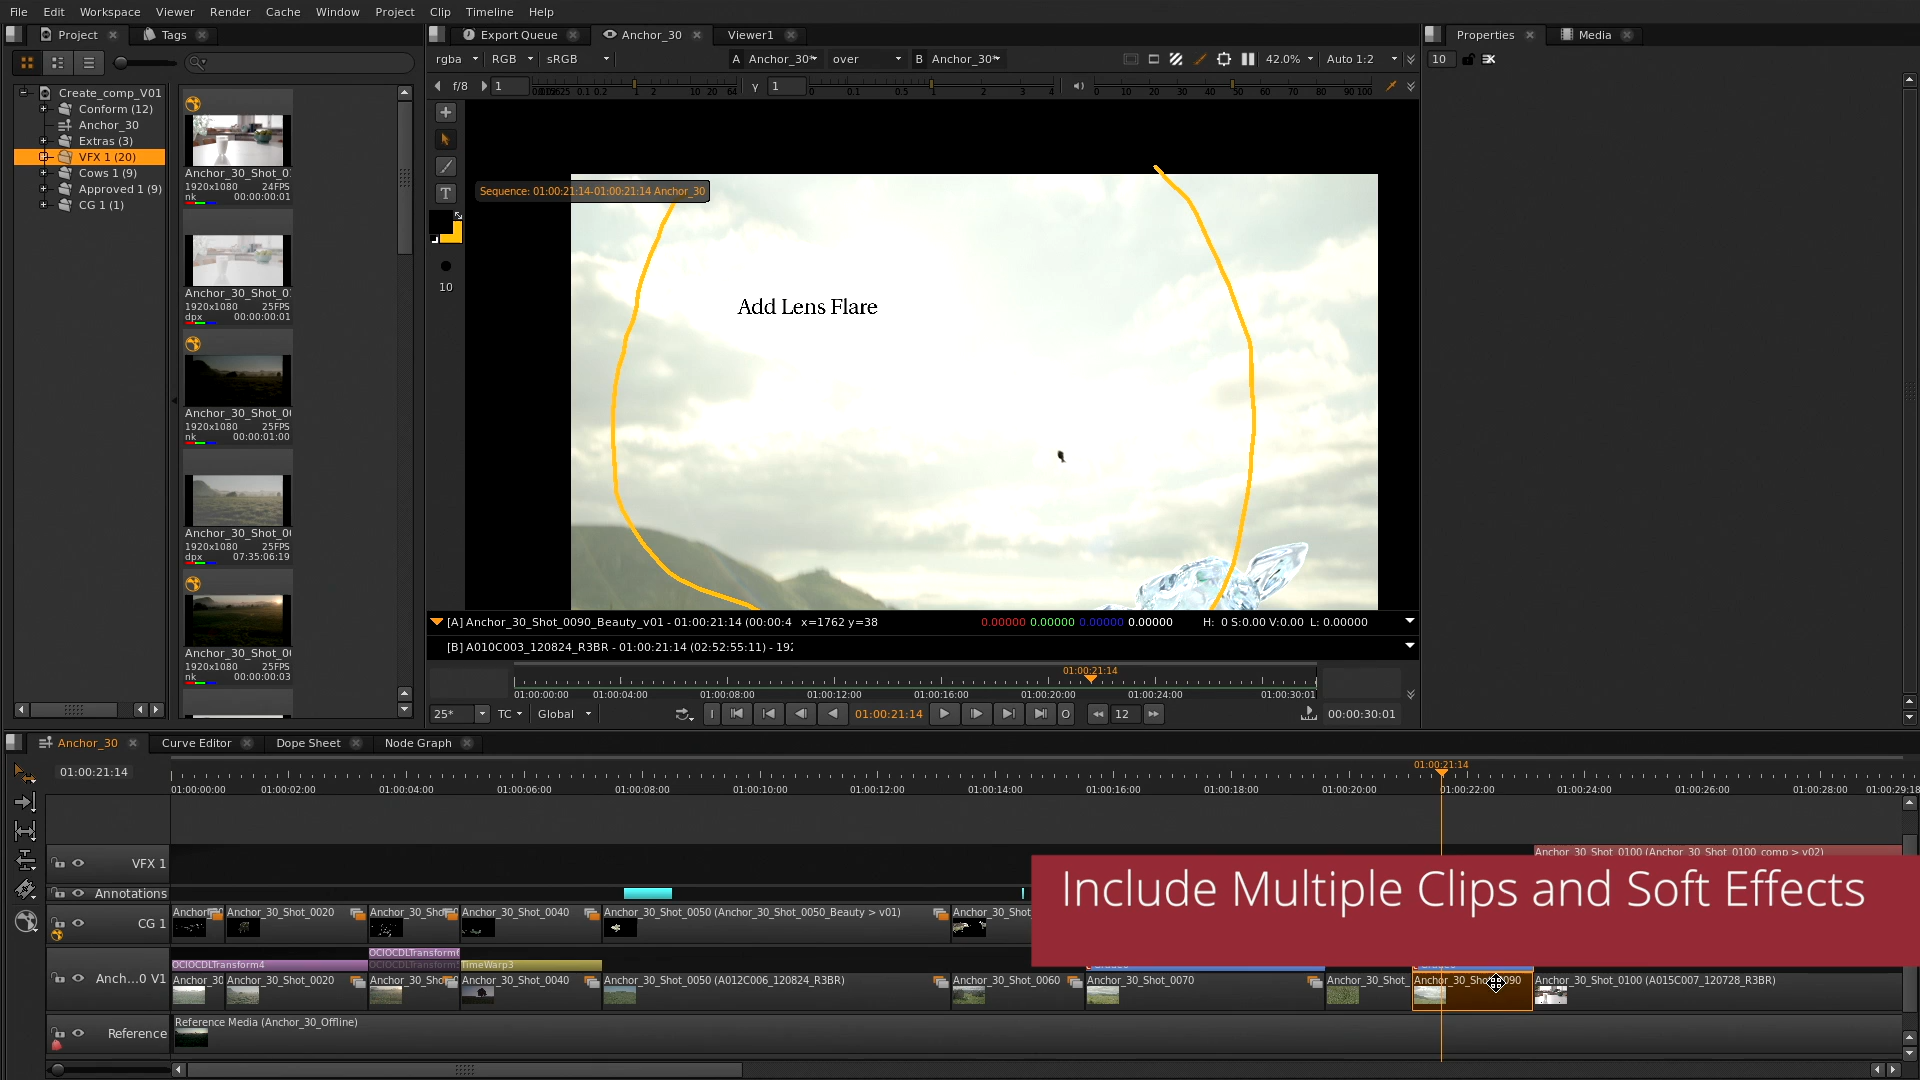 File Edit Workspace Viewer Render Cache Window Project Clip Timeline Help
Project Tags
Export Queue Anchor_30 Viewer1
Properties Media
rgba RGB sRGB A Anchor_30* over B Anchor_30* 42.0% Auto 1:2
10
f/8 1 γ 1
Create_comp_V01
Conform (12)
Anchor_30
Extras (3)
VFX 1 (20)
Cows 1 (9)
Approved 1 (9)
CG 1 (1)
Anchor_30_Shot_0
1920x1080 24FPS
nk 00:00:00:01
Anchor_30_Shot_0
1920x1080 25FPS
dpx 00:00:00:01
Anchor_30_Shot_00
1920x1080 25FPS
nk 00:00:01:00
Anchor_30_Shot_00
1920x1080 25FPS
dpx 07:35:06:19
Anchor_30_Shot_00
1920x1080 25FPS
nk 00:00:00:03
T
10
Sequence: 01:00:21:14-01:00:21:14 Anchor_30
Add Lens Flare
[A] Anchor_30_Shot_0090_Beauty_v01 - 01:00:21:14 (00:00:4 x=1762 y=38 0.00000 0.00000 0.00000 0.00000 H: 0 S:0.00 V:0.00 L: 0.00000
[B] A010C003_120824_R3BR - 01:00:21:14 (02:52:55:11) - 192
01:00:21:14
01:00:00:00 01:00:04:00 01:00:08:00 01:00:12:00 01:00:16:00 01:00:20:00 01:00:24:00 01:00:30:01
25* TC Global I 01:00:21:14 O 12 00:00:30:01
Anchor_30 Curve Editor Dope Sheet Node Graph
01:00:21:14 01:00:21:14
01:00:00:00 01:00:02:00 01:00:04:00 01:00:06:00 01:00:08:00 01:00:10:00 01:00:12:00 01:00:14:00 01:00:16:00 01:00:18:00 01:00:20:00 01:00:22:00 01:00:24:00 01:00:26:00 01:00:28:00 01:00:29:18
VFX 1 Anchor_30_Shot_0100 (Anchor_30_Shot_0100_comp > v02)
Annotations
Include Multiple Clips and Soft Effects
CG 1 Anchor_30_Shot_0020 Anchor_30_Sho Anchor_30_Shot_0040 Anchor_30_Shot_0050 (Anchor_30_Shot_0050_Beauty > v01) Anchor_30_Shot
OCIOCDLTransform
OCIOCDLTransform4 OCIOCDLTransform TimeWarp3
Anch...0 V1 Anchor_30_Sho Anchor_30_Shot_0020 Anchor_30_Sho Anchor_30_Shot_0040 Anchor_30_Shot_0050 (A012C006_120824_R3BR) Anchor_30_Shot_0060 Anchor_30_Shot_0070 Anchor_30_Shot_ Anchor_30_Shot_0090 Anchor_30_Shot_0100 (A015C007_120728_R3BR)
Reference Reference Media (Anchor_30_Offline)